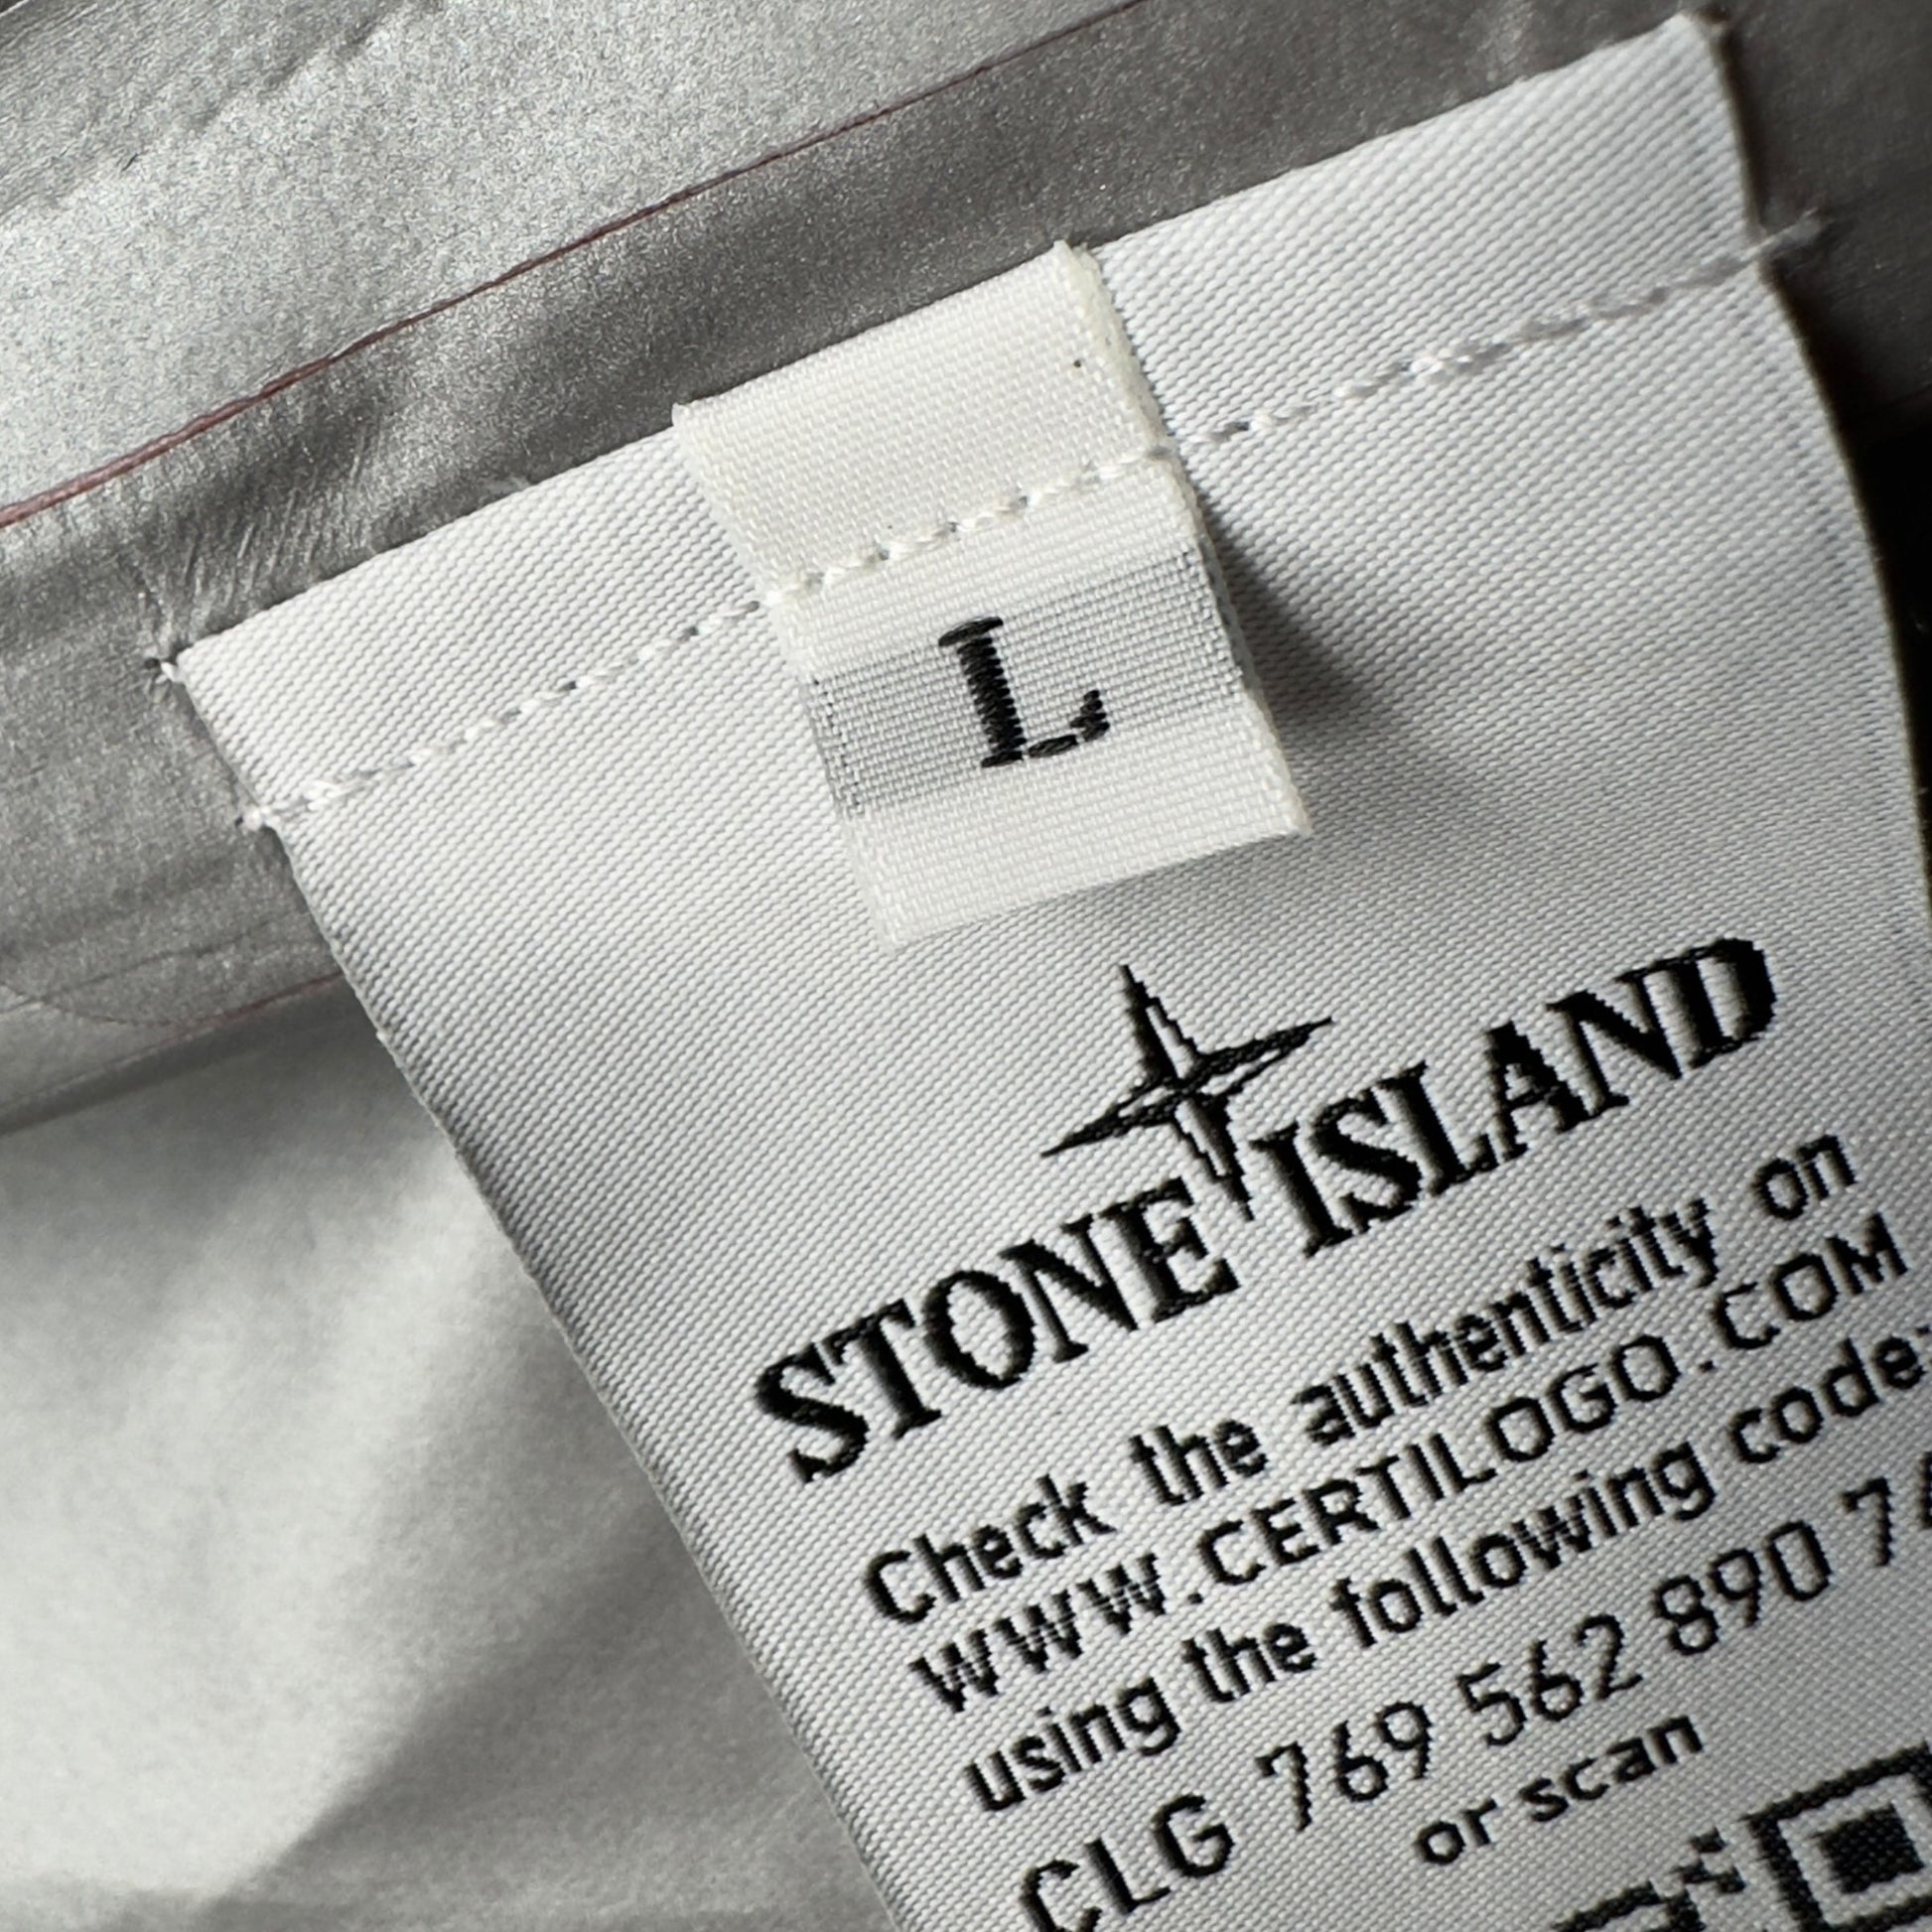 L
STONE ISLAND
Check the authenticity on
WWW.CERTILOGO.COM
using the following code:
CLG 769 562 890 7
or scan